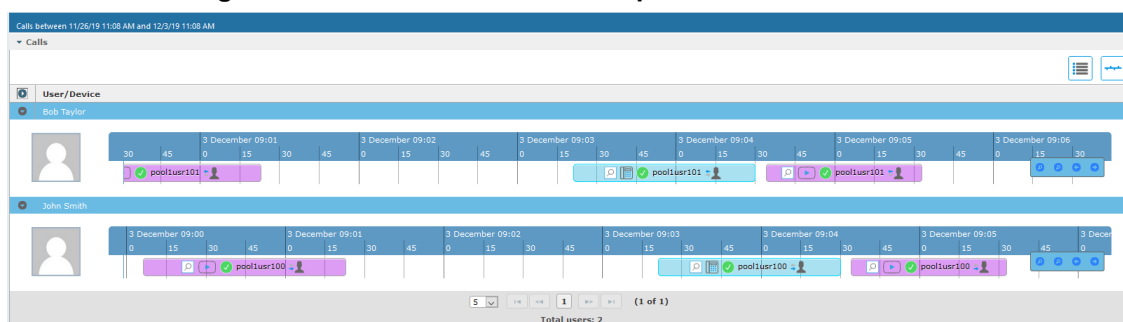 Calls between 11/26/19 11:08 AM and 12/3/19 11:08 AM
Calls
User/Device
Bob Taylor
3 December 09:01 3 December 09:02 3 December 09:03 3 December 09:04 3 December 09:05 3 December 09:06
30 45 0 15 30 45 0 15 30 45 0 15 30 45 0 15 30 45 0 15 30 45 0 15 30
pool1usr101 pool1usr101 pool1usr101
John Smith
3 December 09:00 3 December 09:01 3 December 09:02 3 December 09:03 3 December 09:04 3 December 09:05
0 15 30 45 0 15 30 45 0 15 30 45 0 15 30 45 0 15 30 45 0 15 30 45 0
pool1usr100 pool1usr100 pool1usr100
5 1 (1 of 1)
Total users: 2